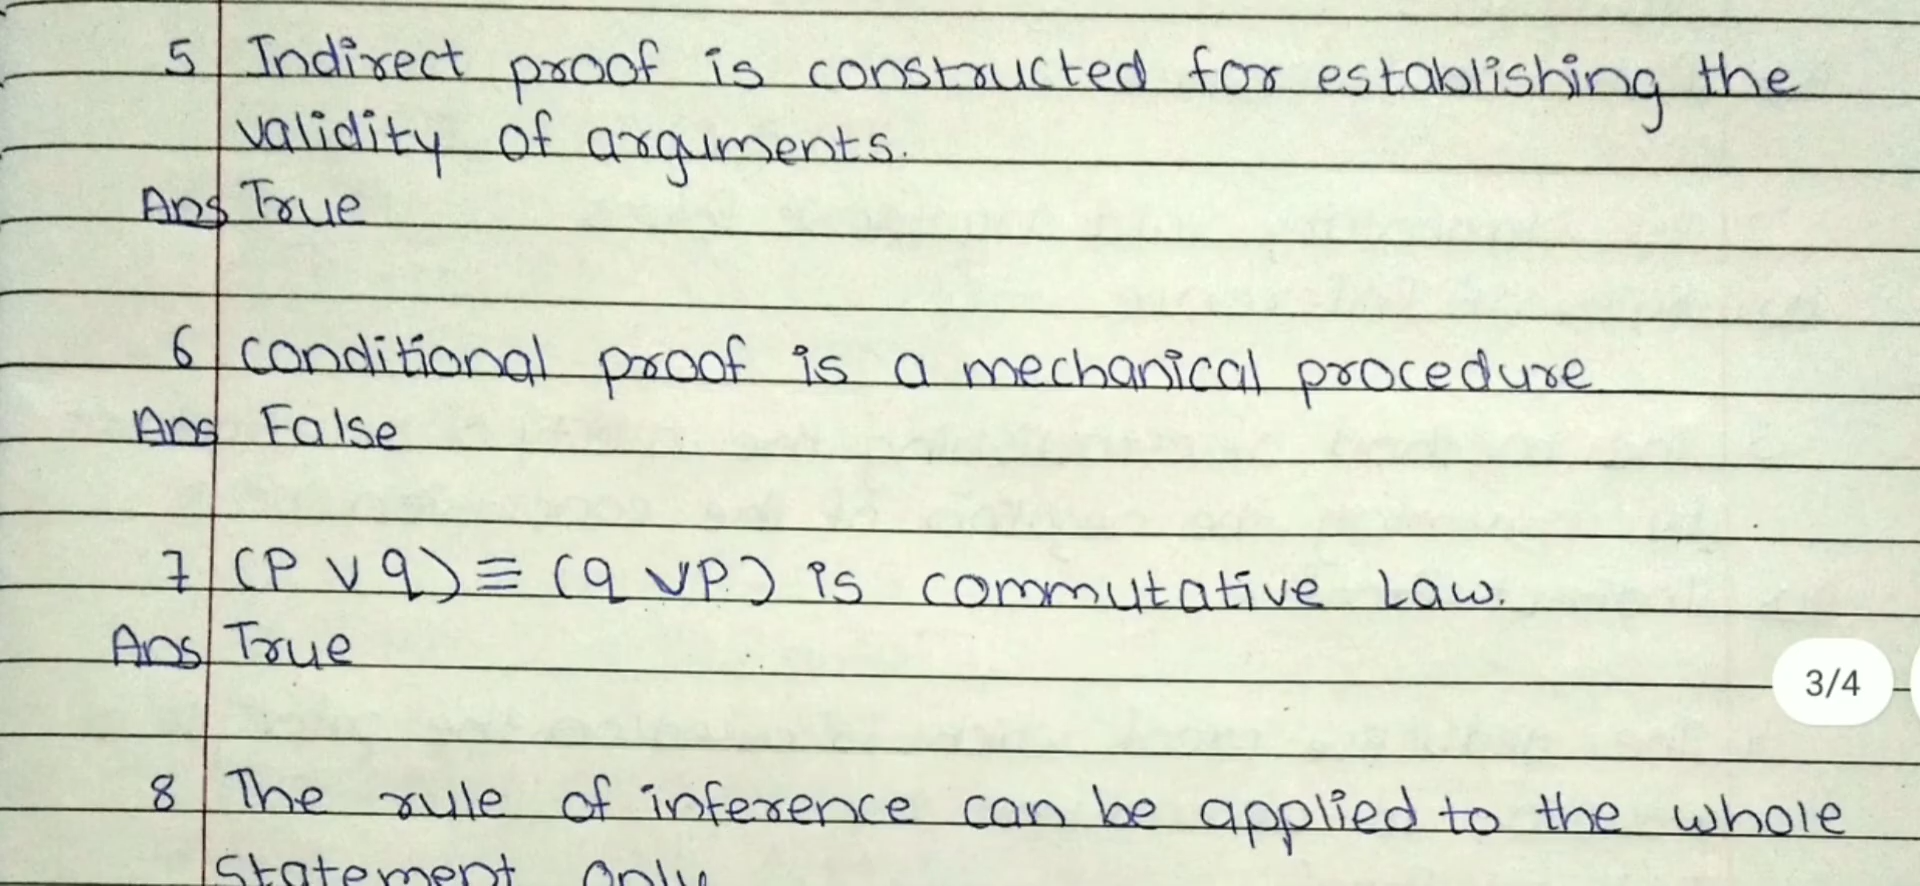 5 Indirect proof is constructed for establishing the
validity of arguments.
Ans True
6 conditional proof is a mechanical procedure
Ans False
7 (P ∨ q) ≡ (q ∨ P) is commutative Law.
Ans True
3/4
8 The rule of inference can be applied to the whole
Statement only